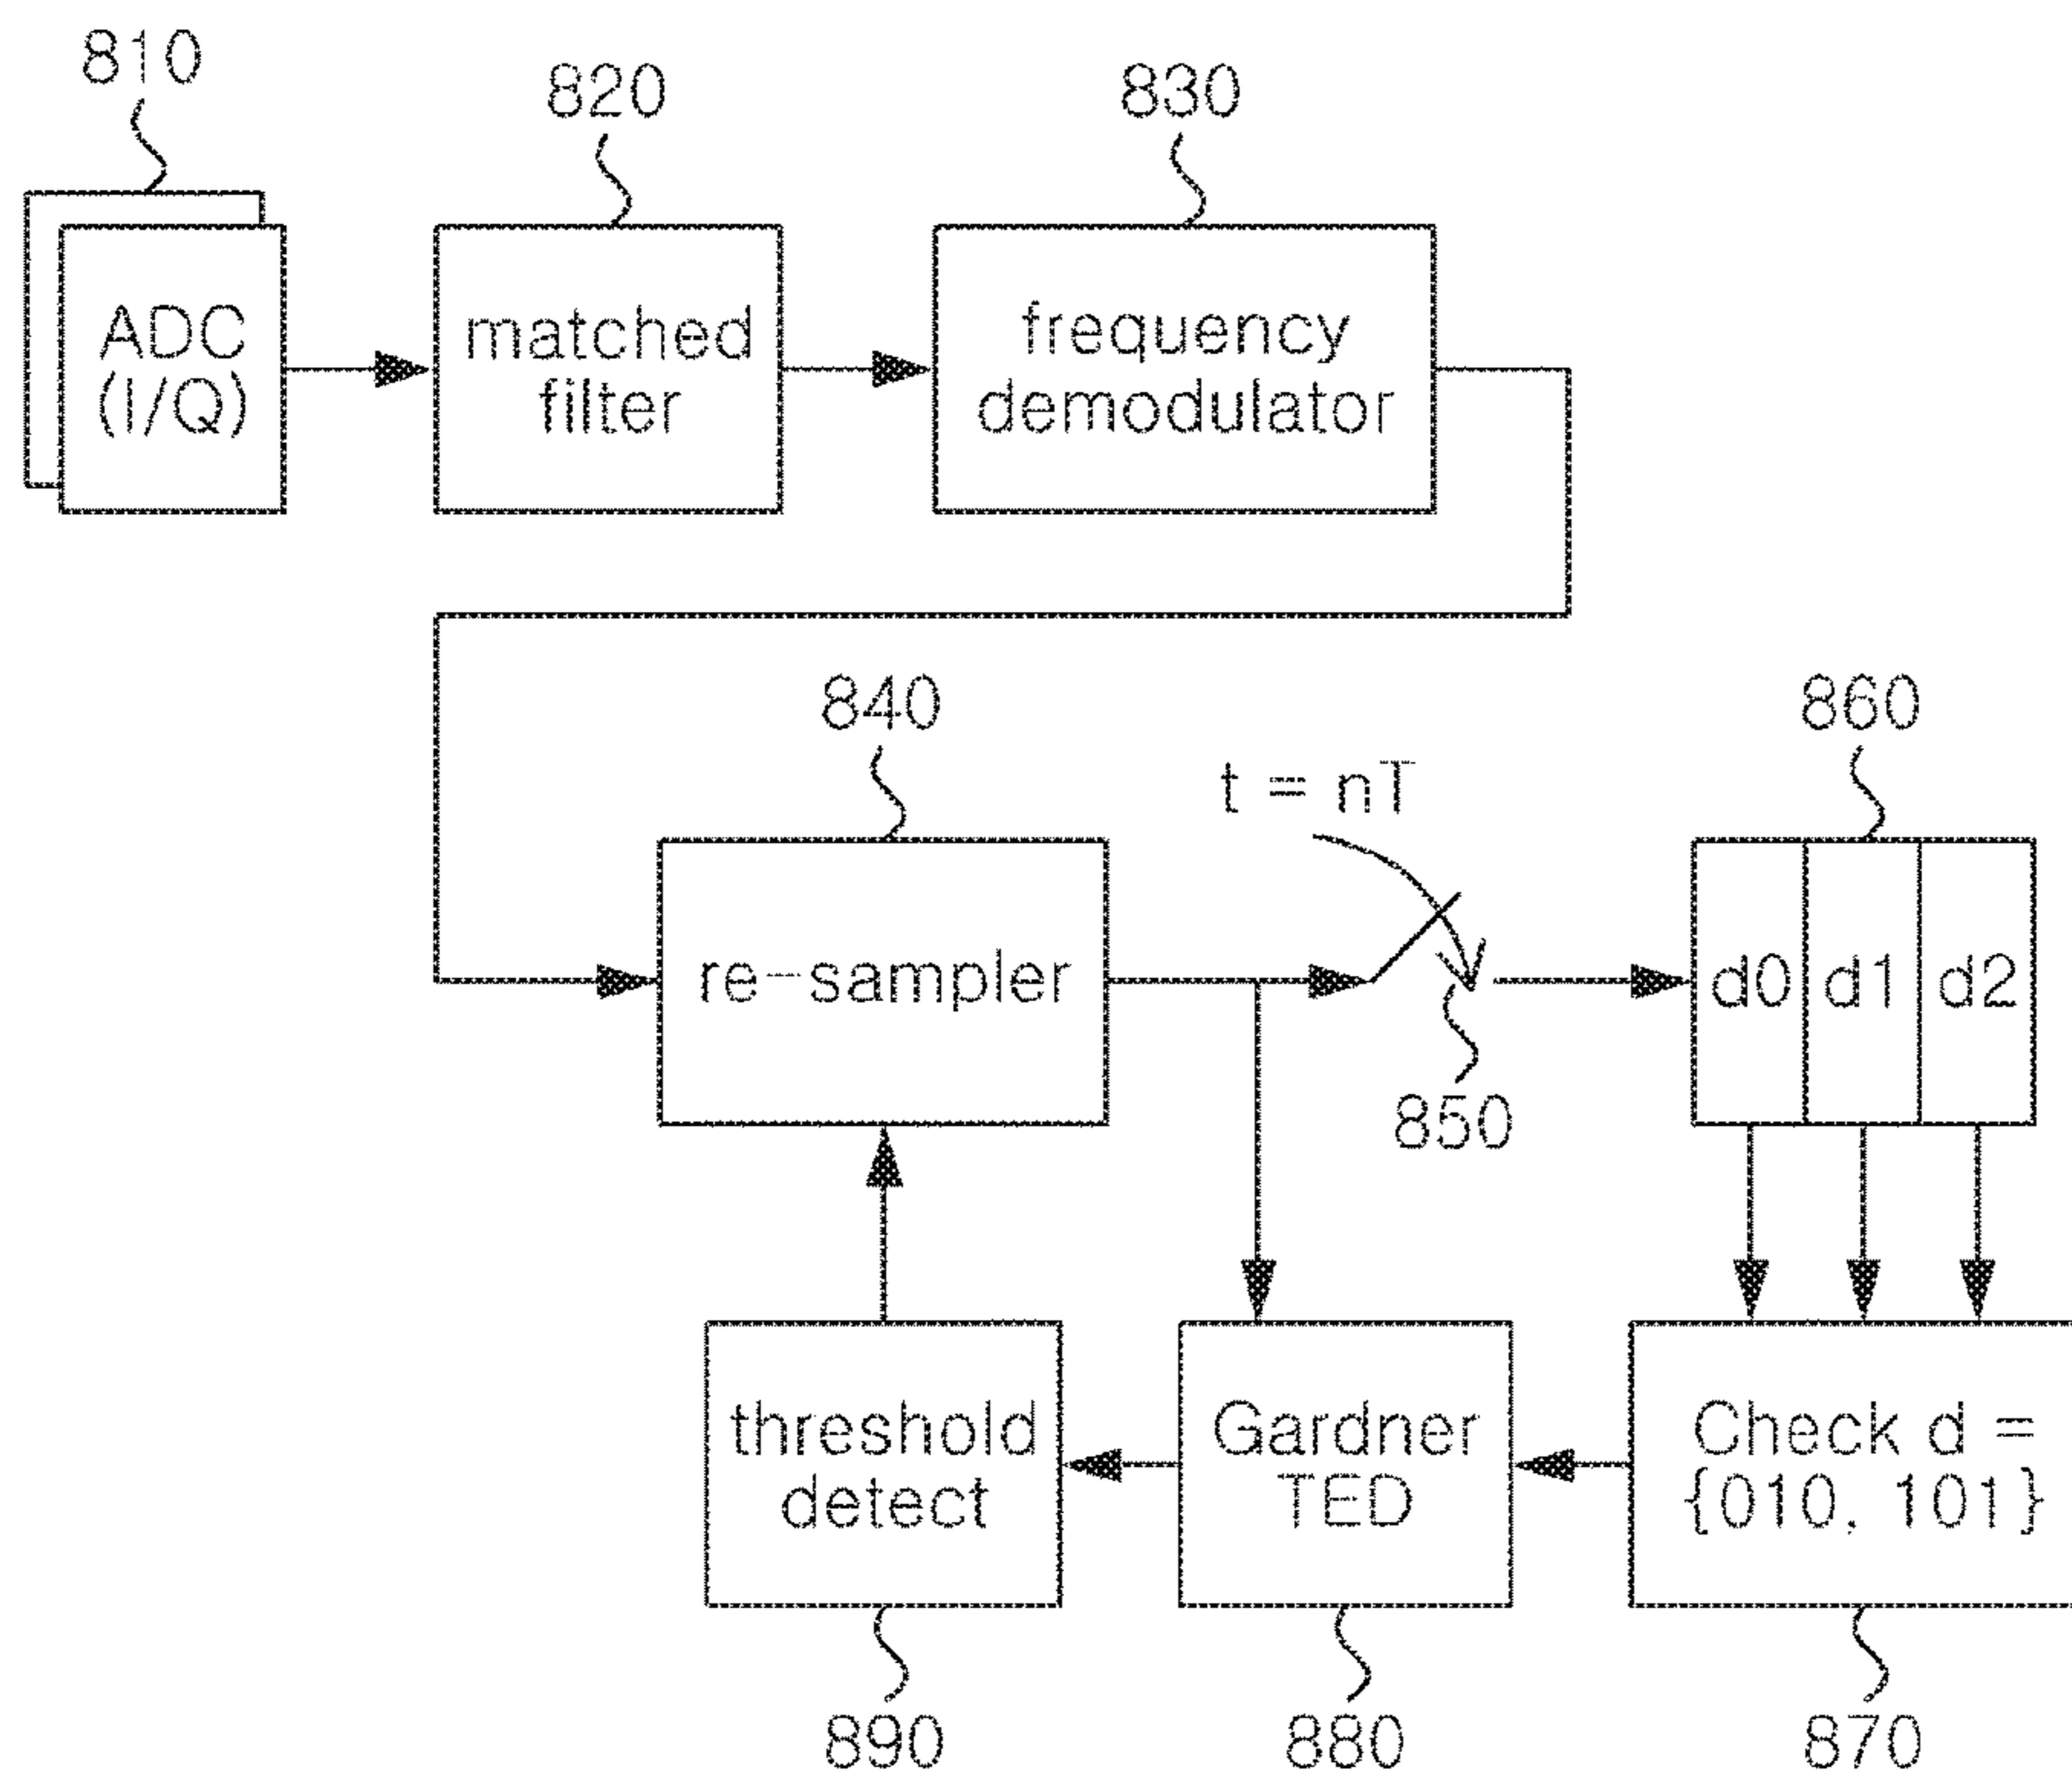 810
820
830
ADC
(I/Q)
matched
filter
frequency
demodulator
840
t = nT
860
re-sampler
d0
d1
d2
850
threshold
detect
Gardner
TED
Check d =
{010, 101}
890
880
870